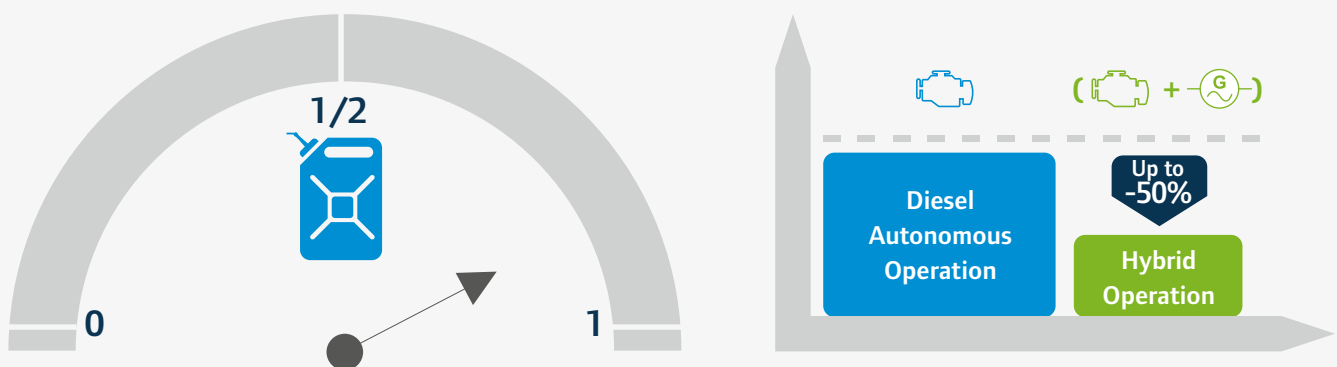 1/2
0
1
( + G )
Up to
-50%
Diesel
Autonomous
Operation
Hybrid
Operation